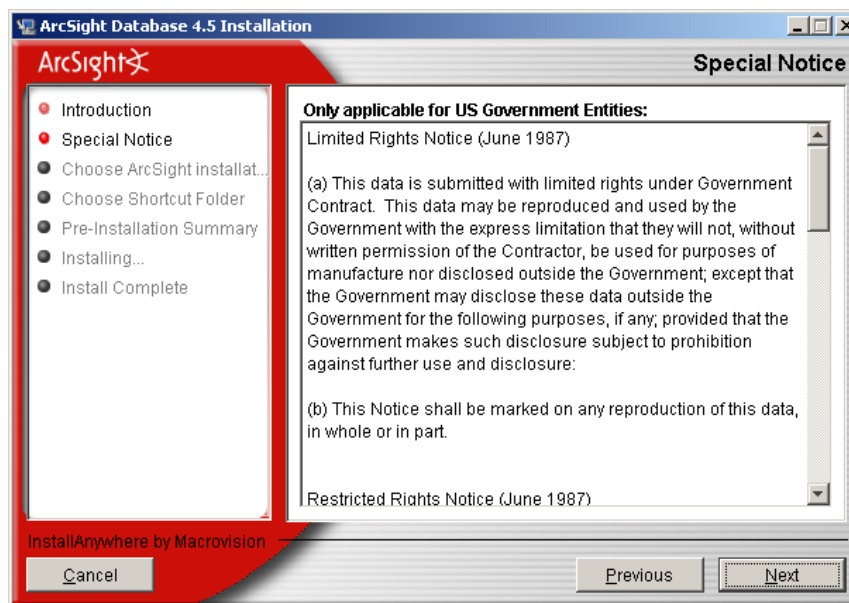 ArcSight Database 4.5 Installation
ArcSight
Special Notice
Introduction
Special Notice
Choose ArcSight installat...
Choose Shortcut Folder
Pre-Installation Summary
Installing...
Install Complete
Only applicable for US Government Entities:
Limited Rights Notice (June 1987)
(a) This data is submitted with limited rights under Government
Contract.  This data may be reproduced and used by the
Government with the express limitation that they will not, without
written permission of the Contractor, be used for purposes of
manufacture nor disclosed outside the Government; except that
the Government may disclose these data outside the
Government for the following purposes, if any; provided that the
Government makes such disclosure subject to prohibition
against further use and disclosure:
(b) This Notice shall be marked on any reproduction of this data,
in whole or in part.
Restricted Rights Notice (June 1987)
InstallAnywhere by Macrovision
Cancel
Previous
Next